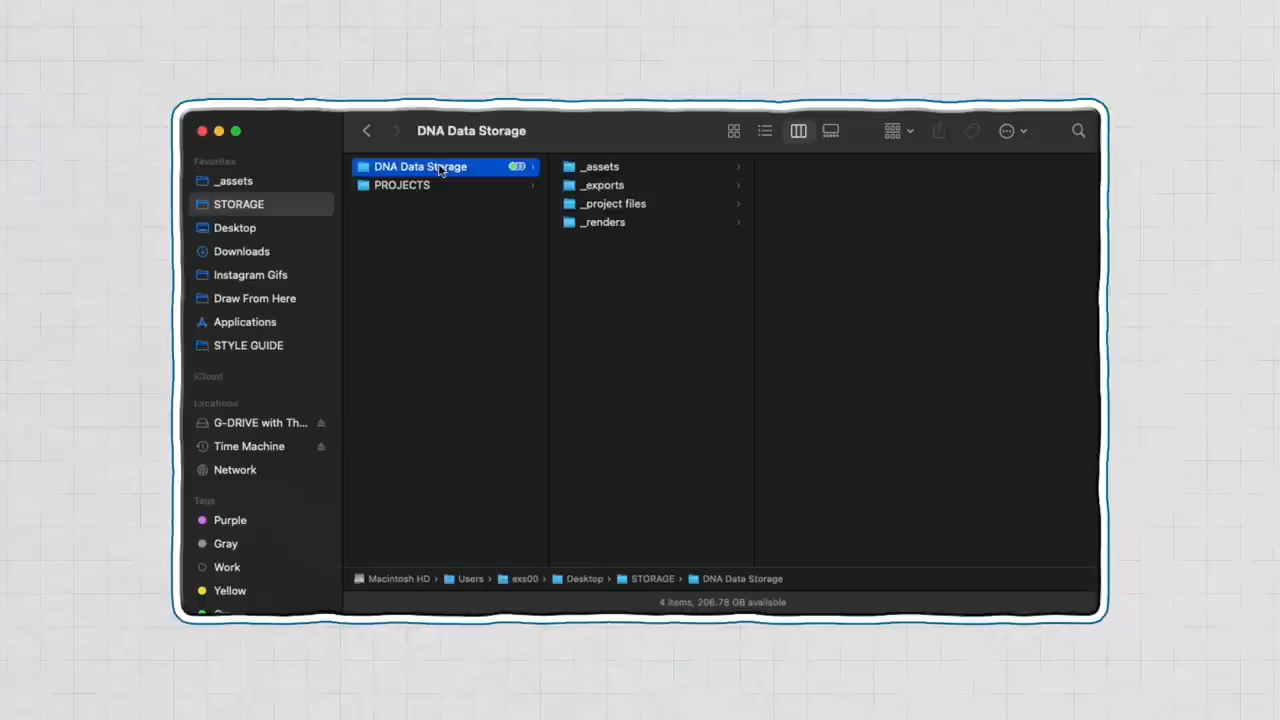 DNA Data Storage
Favorites
_assets
STORAGE
Desktop
Downloads
Instagram Gifs
Draw From Here
Applications
STYLE GUIDE
iCloud
Locations
G-DRIVE with Th...
Time Machine
Network
Tags
Purple
Gray
Work
Yellow
DNA Data Storage
PROJECTS
_assets
_exports
_project files
_renders
Macintosh HD › Users › exs00 › Desktop › STORAGE › DNA Data Storage
4 items, 206.78 GB available